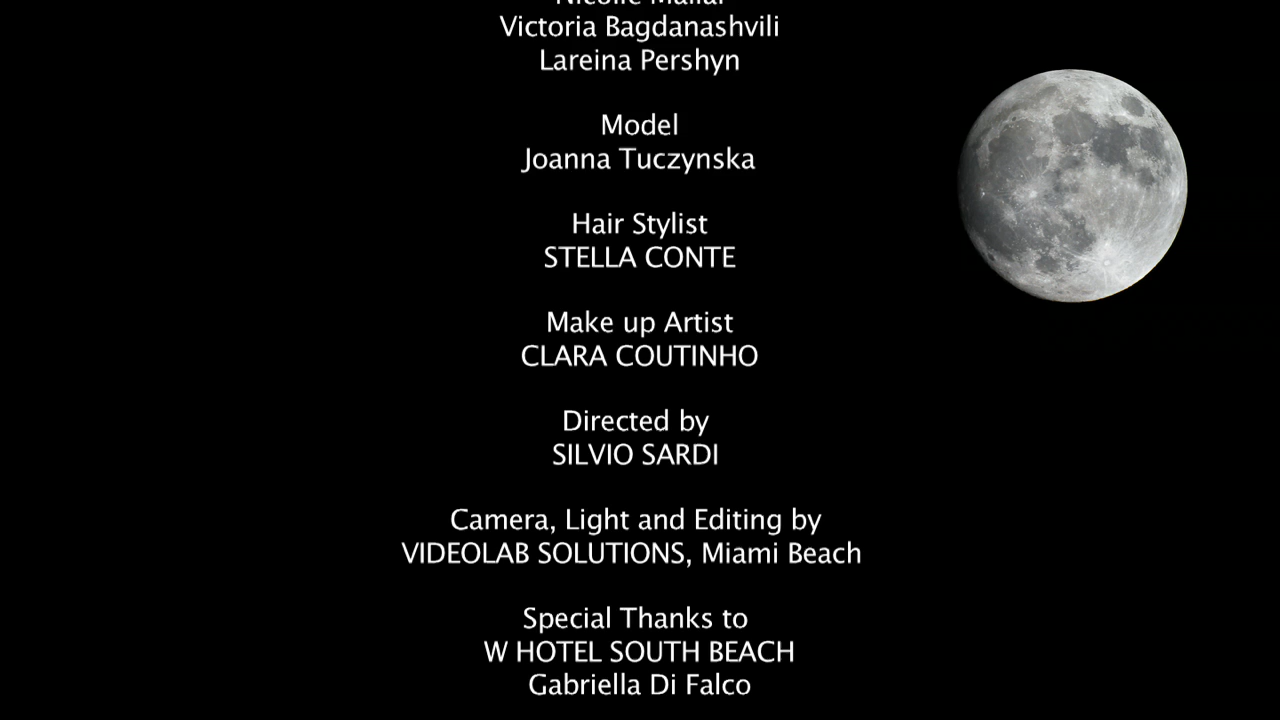 Victoria Bagdanashvili
Lareina Pershyn
Model
Joanna Tuczynska
Hair Stylist
STELLA CONTE
Make up Artist
CLARA COUTINHO
Directed by
SILVIO SARDI
Camera, Light and Editing by
VIDEOLAB SOLUTIONS, Miami Beach
Special Thanks to
W HOTEL SOUTH BEACH
Gabriella Di Falco